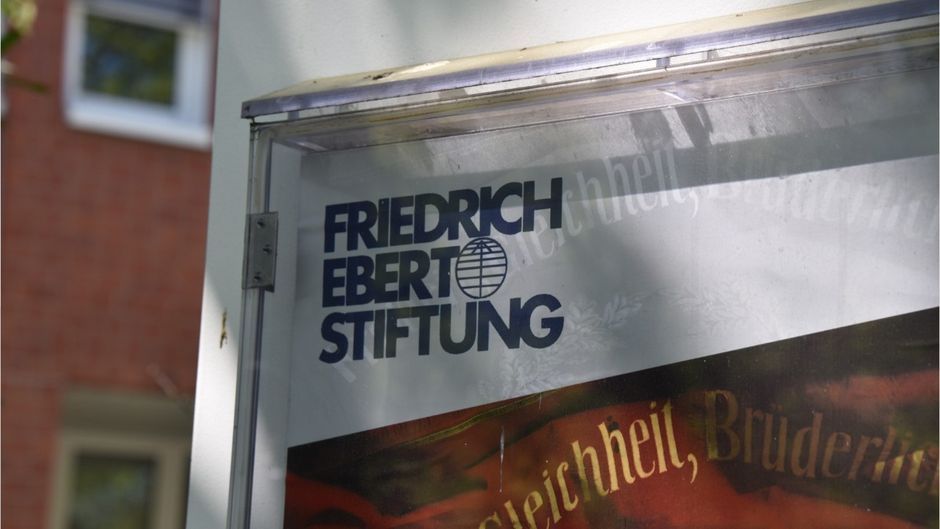 FRIEDRICH
EBERT
STIFTUNG
Gleichheit, Brüderlich